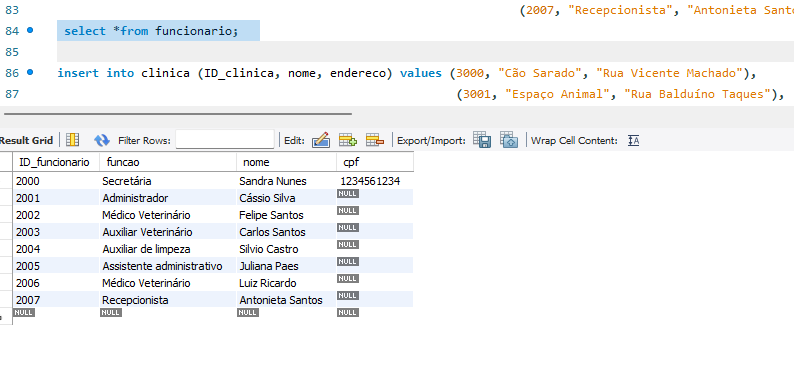 83 (2007, "Recepcionista", "Antonieta Santo
84 select *from funcionario;
85
86 insert into clinica (ID_clinica, nome, endereco) values (3000, "Cão Sarado", "Rua Vicente Machado"),
87 (3001, "Espaço Animal", "Rua Balduíno Taques"),
Result Grid Filter Rows: Edit: Export/Import: Wrap Cell Content:
ID_funcionario funcao nome cpf
2000 Secretária Sandra Nunes 1234561234
2001 Administrador Cássio Silva NULL
2002 Médico Veterinário Felipe Santos NULL
2003 Auxiliar Veterinário Carlos Santos NULL
2004 Auxiliar de limpeza Silvio Castro NULL
2005 Assistente administrativo Juliana Paes NULL
2006 Médico Veterinário Luiz Ricardo NULL
2007 Recepcionista Antonieta Santos NULL
NULL NULL NULL NULL